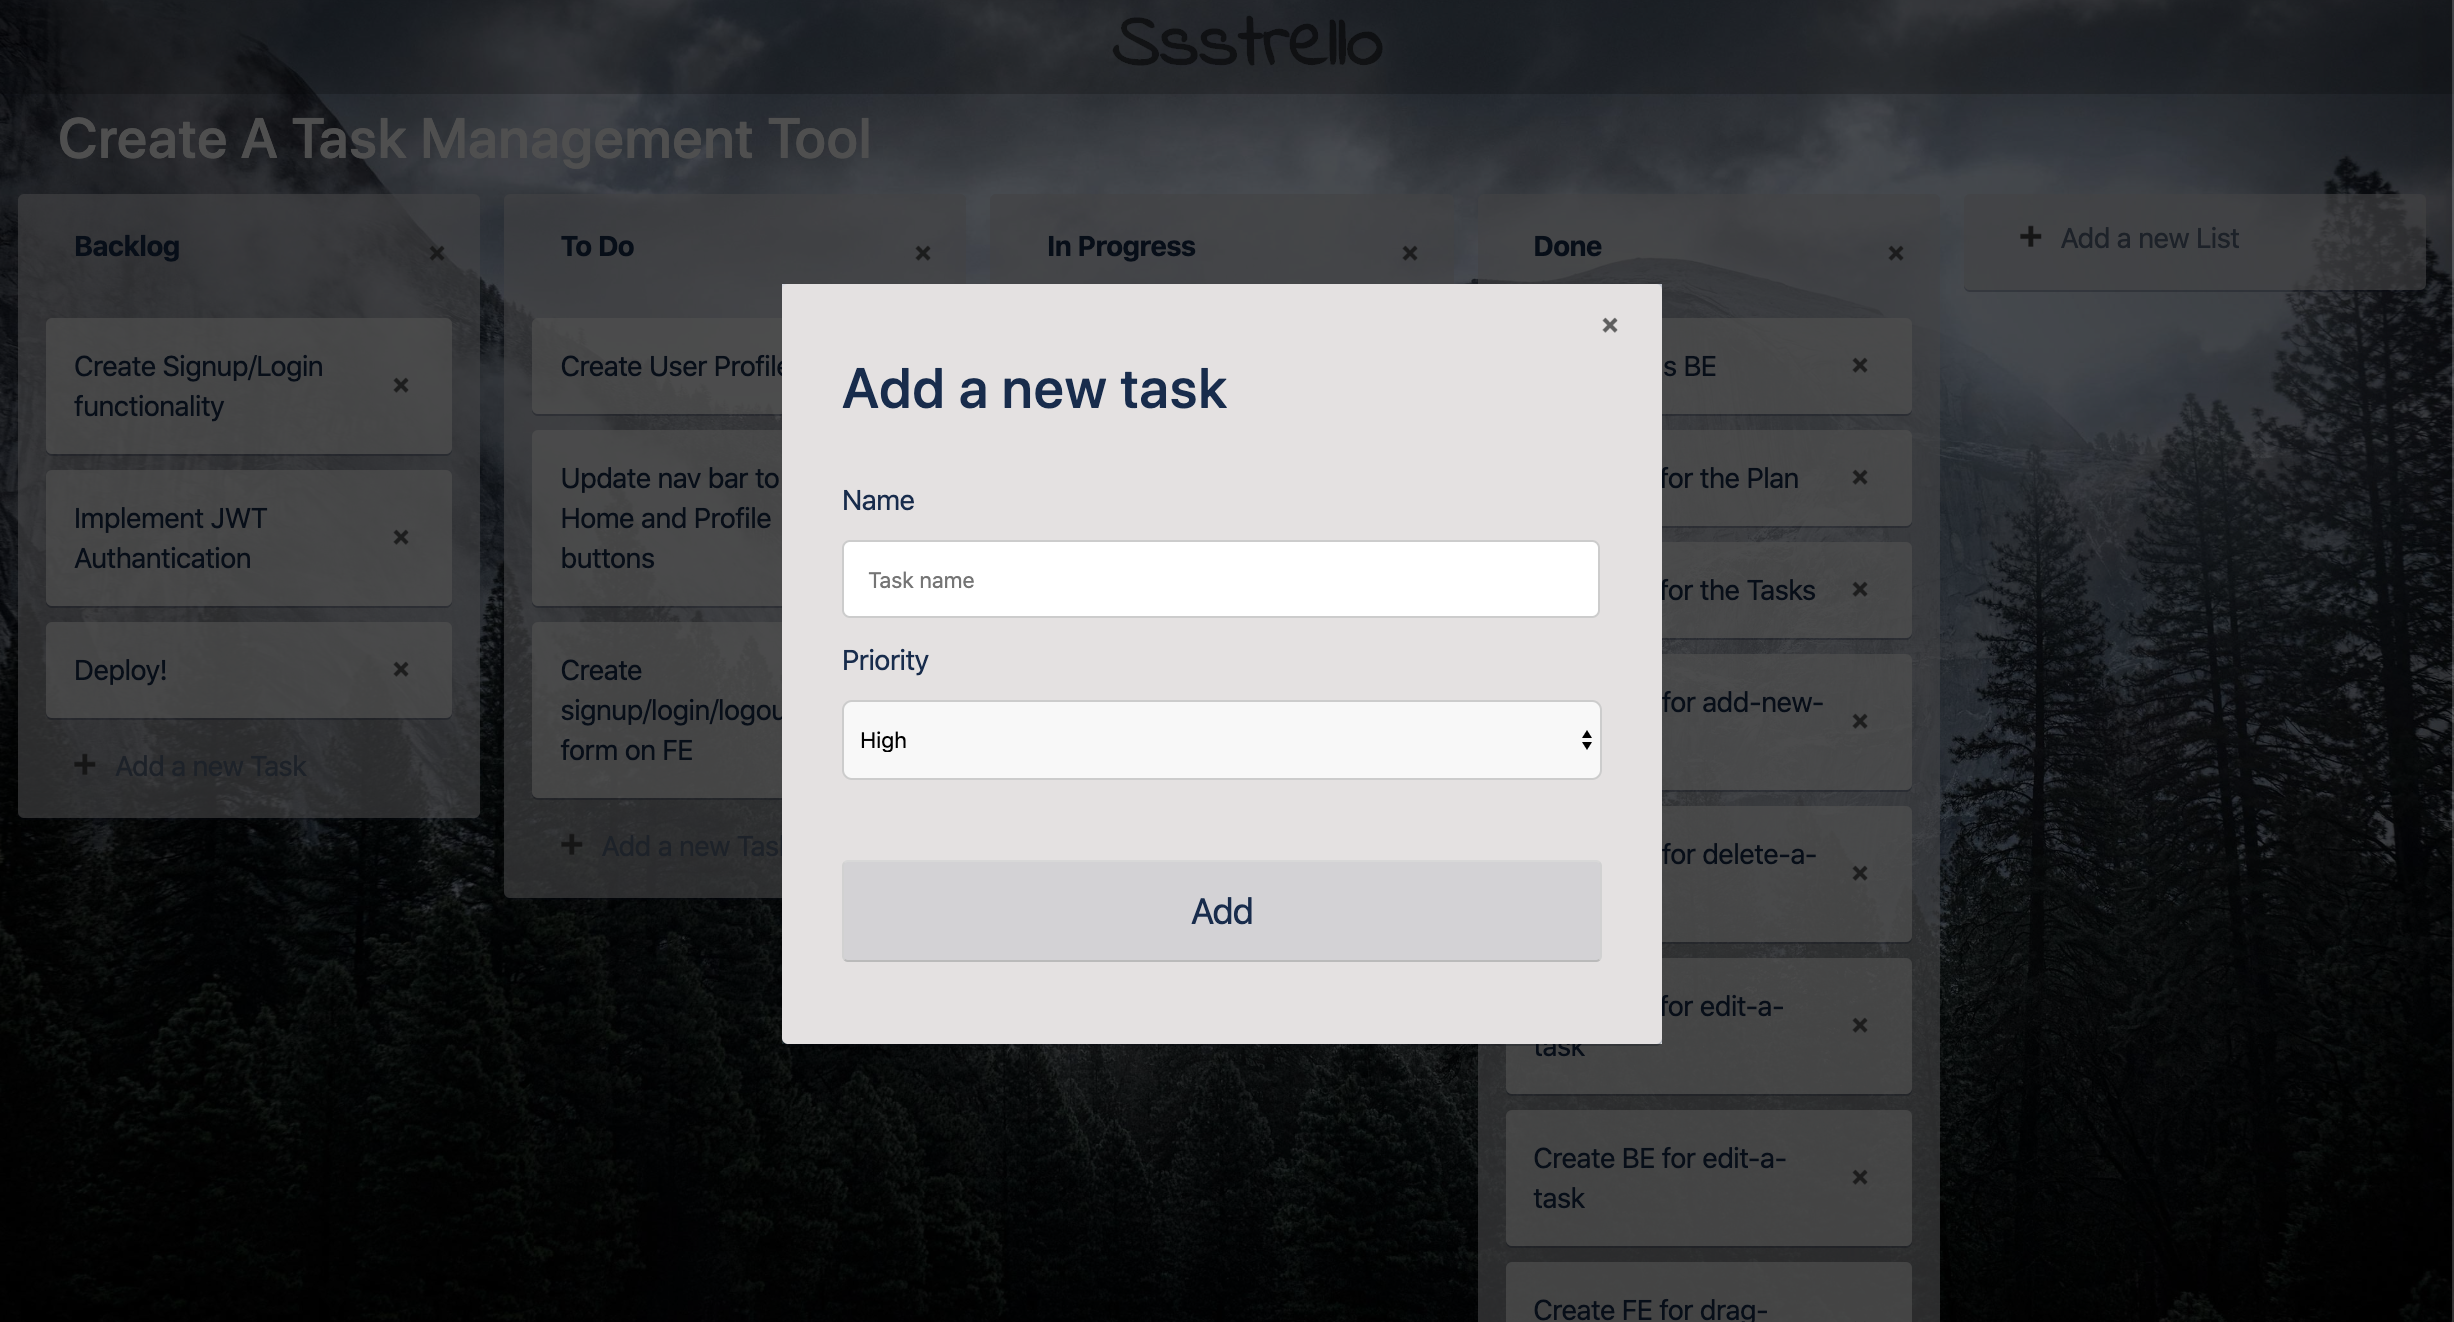 Ssstrello
Create A Task Management Tool
Backlog
Create Signup/Login
functionality
Implement JWT
Authantication
Deploy!
Add a new Task
To Do
Create User Profile
Update nav bar to
Home and Profile
buttons
Create
signup/login/logou
form on FE
Add a new Tas
In Progress
Add a new task
Name
Task name
Priority
High
Add
Done
s BE
for the Plan
for the Tasks
for add-new-
for delete-a-
for edit-a-
task
Create BE for edit-a-
task
Create FE for drag-
Add a new List